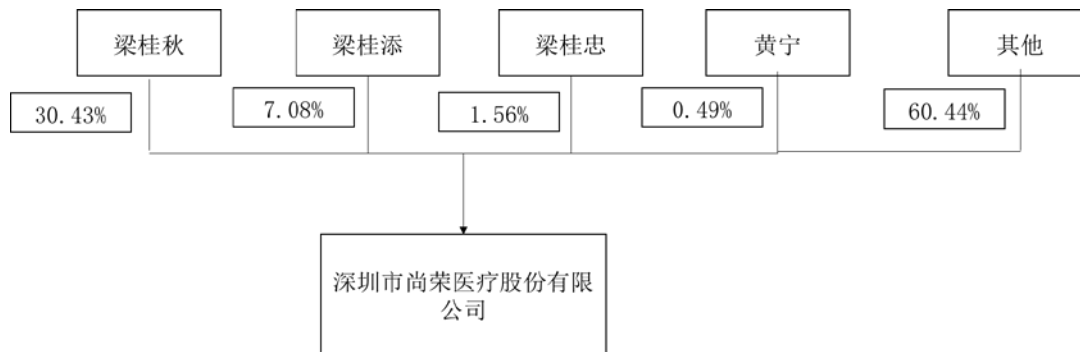 梁桂秋
梁桂添
梁桂忠
黄宁
其他
30.43%
7.08%
1.56%
0.49%
60.44%
深圳市尚荣医疗股份有限
公司